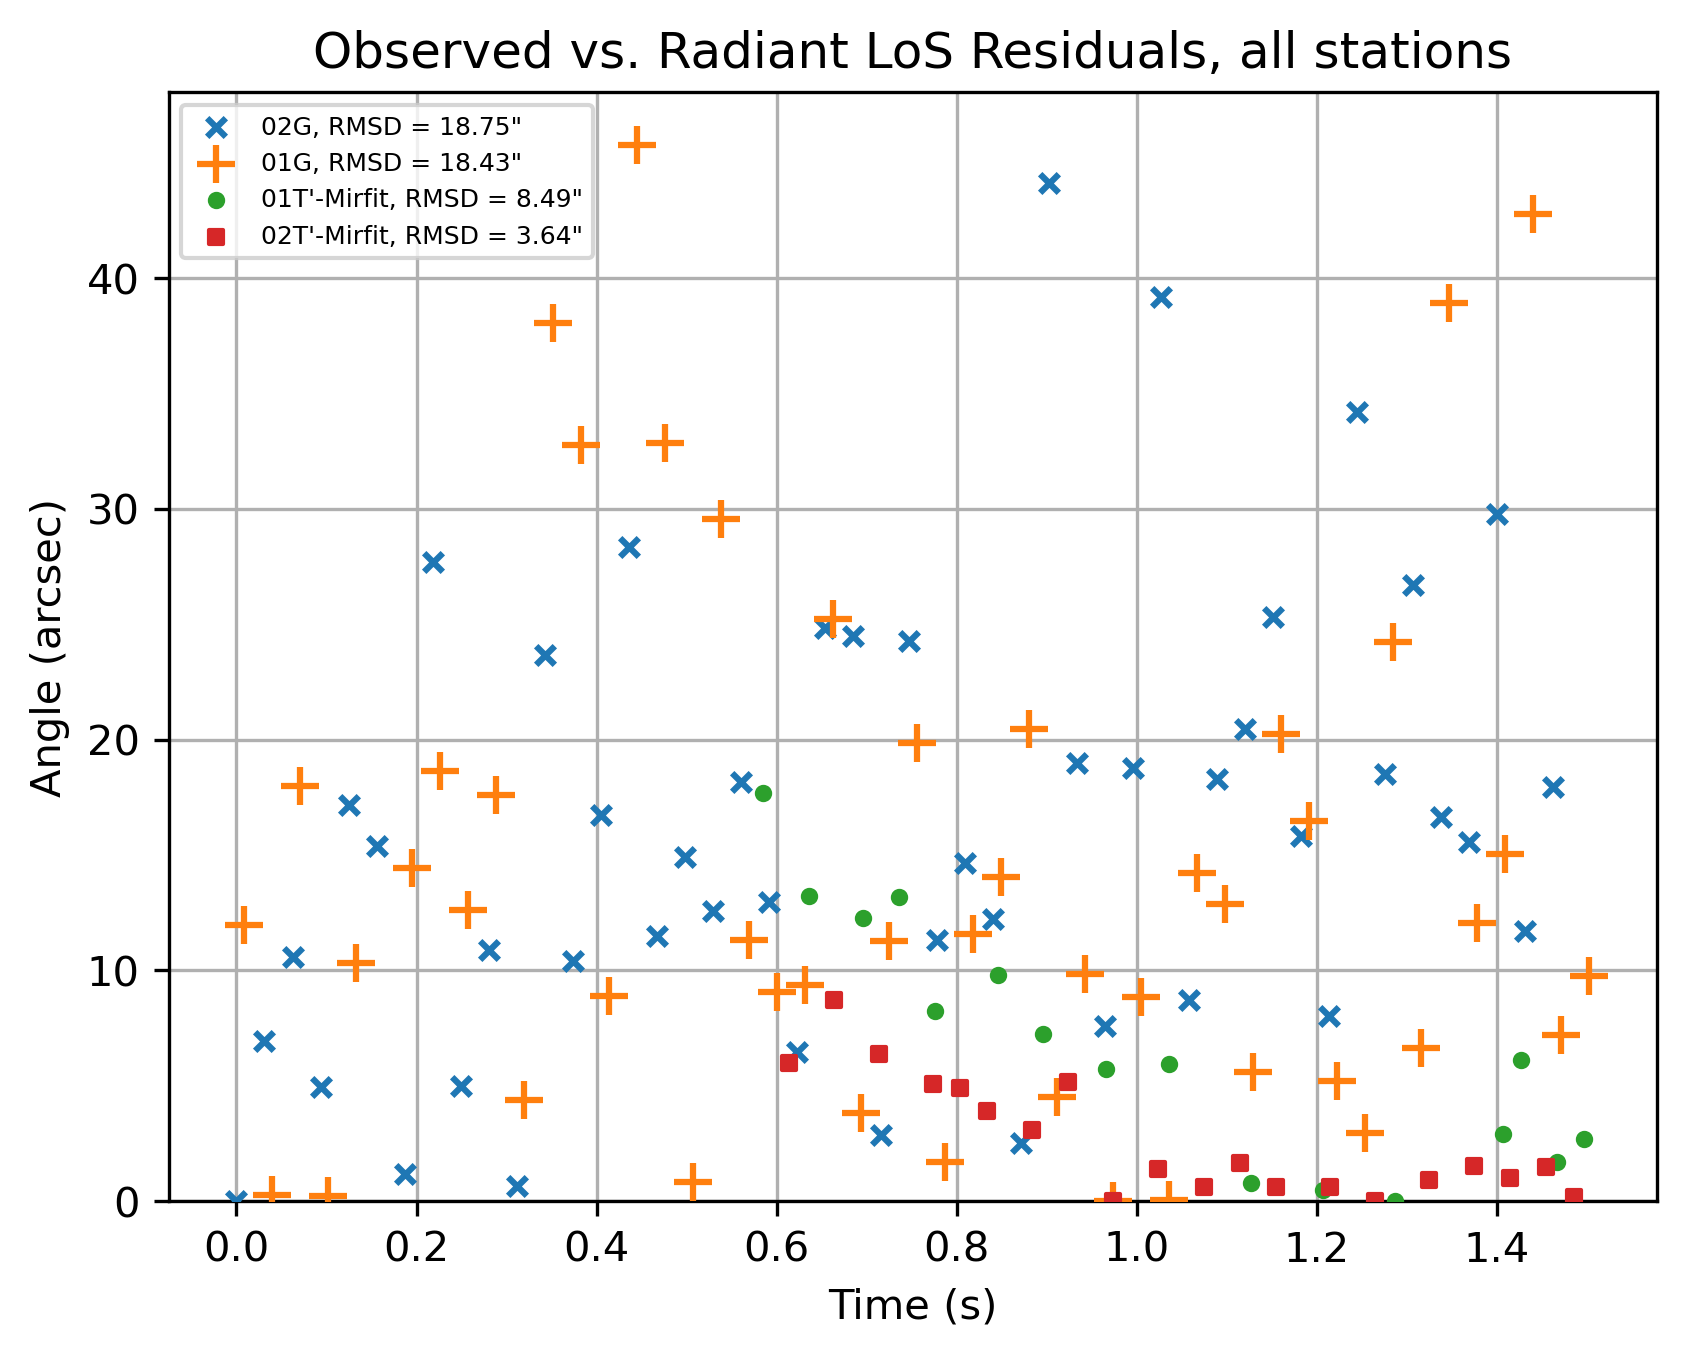 Observed vs. Radiant LoS Residuals, all stations
02G, RMSD = 18.75"
01G, RMSD = 18.43"
01T'-Mirfit, RMSD = 8.49"
02T'-Mirfit, RMSD = 3.64"
Angle (arcsec)
40
30
20
10
0
0.0 0.2 0.4 0.6 0.8 1.0 1.2 1.4
Time (s)